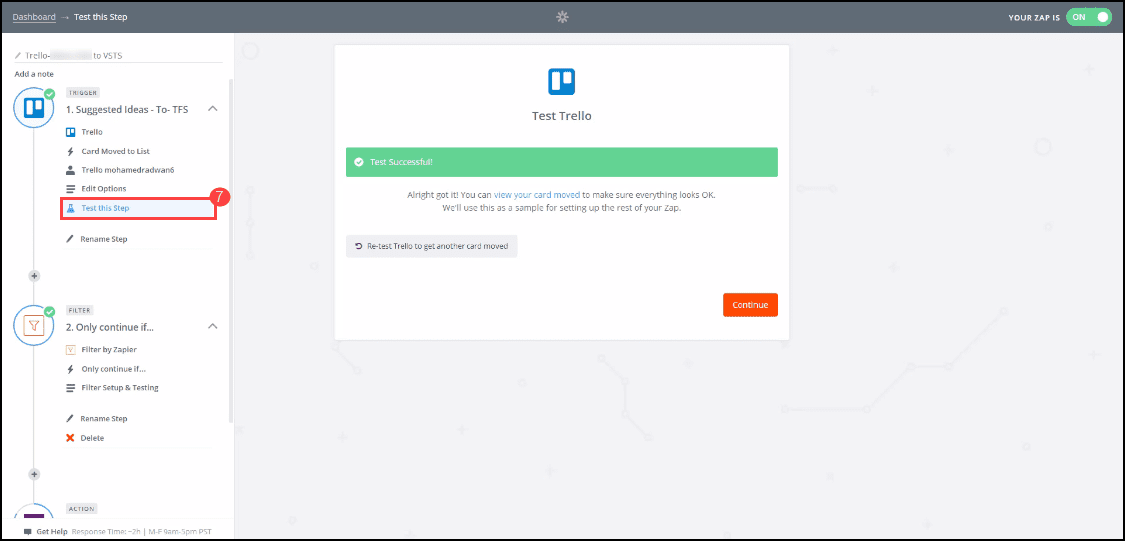 Dashboard → Test this Step
YOUR ZAP IS ON
Trello- to VSTS
Add a note
TRIGGER
1. Suggested Ideas - To- TFS
Trello
Card Moved to List
Trello mohamedradwan6
Edit Options
7
Test this Step
Rename Step
+
FILTER
2. Only continue if...
Filter by Zapier
Only continue if...
Filter Setup & Testing
Rename Step
Delete
+
ACTION
Get Help Response Time: ~2h | M-F 9am-5pm PST
Test Trello
Test Successful!
Alright got it! You can view your card moved to make sure everything looks OK.
We'll use this as a sample for setting up the rest of your Zap.
Re-test Trello to get another card moved
Continue